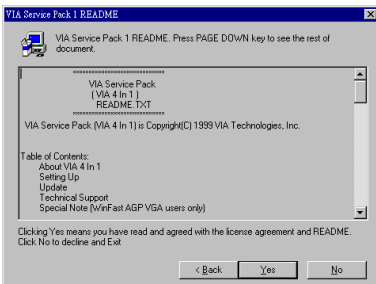 VIA Service Pack 1 README
VIA Service Pack 1 README. Press PAGE DOWN key to see the rest of
document.
============================
VIA Service Pack
( VIA 4 In 1 )
README.TXT
============================
VIA Service Pack (VIA 4 In 1) is Copyright(C) 1999 VIA Technologies, Inc.
Table of Contents:
About VIA 4 In 1
Setting Up
Update
Technical Support
Special Note (WinFast AGP VGA users only)
Clicking Yes means you have read and agreed with the license agreement and README.
Click No to decline and Exit
< Back
Yes
No